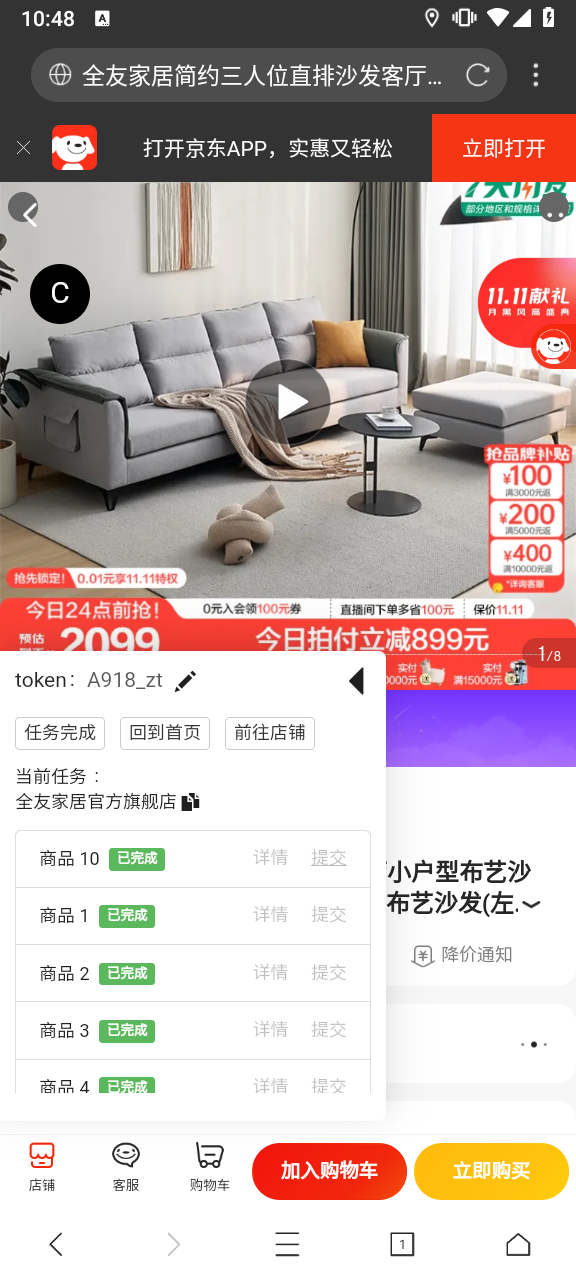 10:48
A
全友家居简约三人位直排沙发客厅...
打开京东APP，实惠又轻松
立即打开
部分地区和规格
C
11.11献礼
月黑风高盛典
抢品牌补贴
¥100
满3000元返
¥200
满5000元返
¥400
满10000元返
*详询客服
抢先锁定! 0.01元享11.11特权
今日24点前抢!
0元入会领100元券
直播间下单多省100元
保价11.11
预估
2099
今日拍付立减899元
1/8
实付
0000元
送
实付
满15000元
送
token：A918_zt
任务完成
回到首页
前往店铺
当前任务：
全友家居官方旗舰店
商品 10 已完成 详情 提交
商品 1 已完成 详情 提交
商品 2 已完成 详情 提交
商品 3 已完成 详情 提交
商品 4 已完成 详情 提交
小户型布艺沙
布艺沙发(左.
降价通知
店铺
客服
购物车
加入购物车
立即购买
1